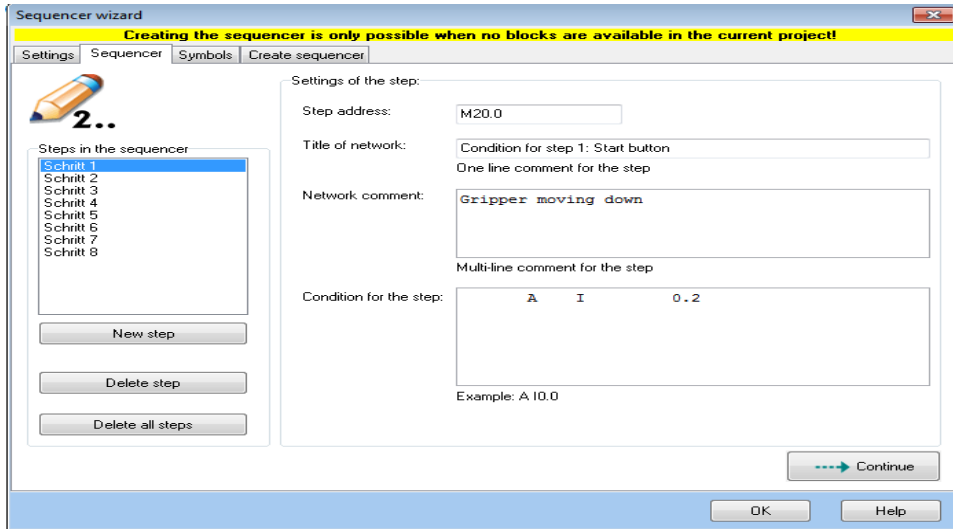 Sequencer wizard
Creating the sequencer is only possible when no blocks are available in the current project!
Settings Sequencer Symbols Create sequencer
2..
Steps in the sequencer
Schritt 1
Schritt 2
Schritt 3
Schritt 4
Schritt 5
Schritt 6
Schritt 7
Schritt 8
New step
Delete step
Delete all steps
Settings of the step:
Step address: M20.0
Title of network: Condition for step 1: Start button
One line comment for the step
Network comment: Gripper moving down
Multi-line comment for the step
Condition for the step: A I 0.2
Example: A I0.0
Continue
OK Help